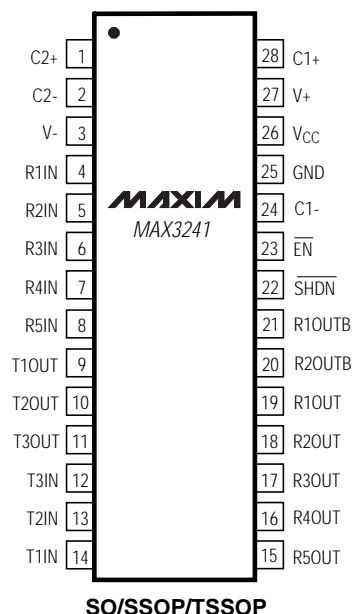 C2+ 1 28 C1+
C2- 2 27 V+
V- 3 26 VCC
R1IN 4 25 GND
R2IN 5 MAXIM 24 C1-
R3IN 6 MAX3241 23 EN
R4IN 7 22 SHDN
R5IN 8 21 R1OUTB
T1OUT 9 20 R2OUTB
T2OUT 10 19 R1OUT
T3OUT 11 18 R2OUT
T3IN 12 17 R3OUT
T2IN 13 16 R4OUT
T1IN 14 15 R5OUT
SO/SSOP/TSSOP